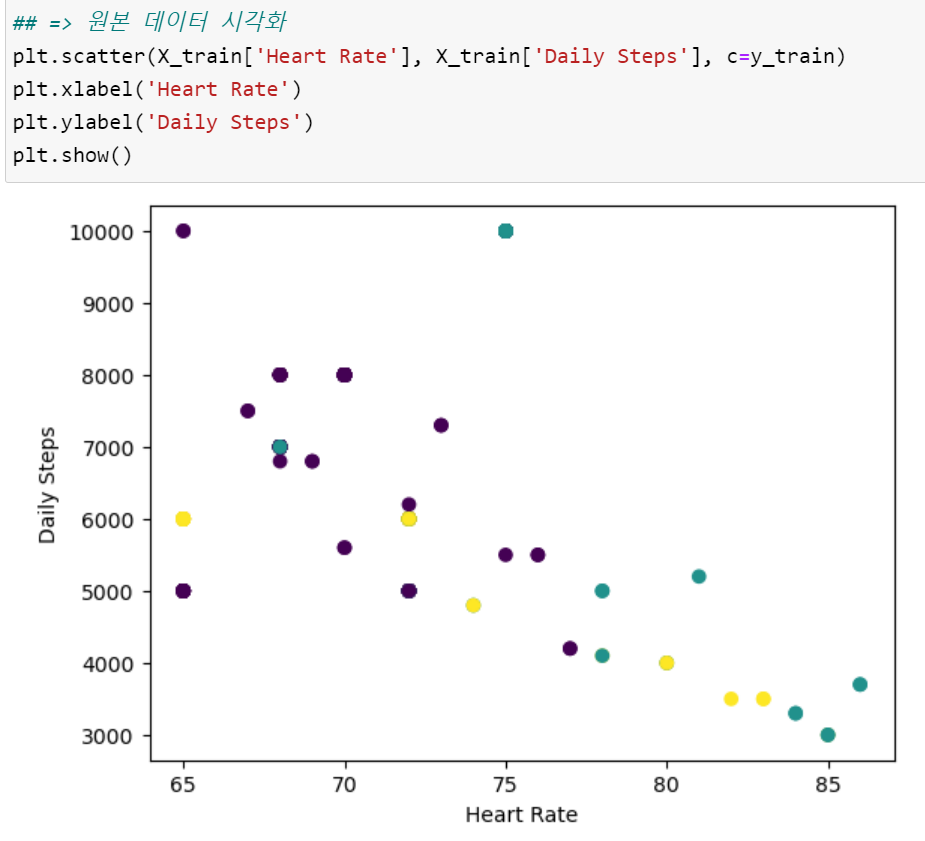 ## => 원본 데이터 시각화
plt.scatter(X_train['Heart Rate'], X_train['Daily Steps'], c=y_train)
plt.xlabel('Heart Rate')
plt.ylabel('Daily Steps')
plt.show()
10000
9000
8000
7000
6000
5000
4000
3000
Daily Steps
65 70 75 80 85
Heart Rate